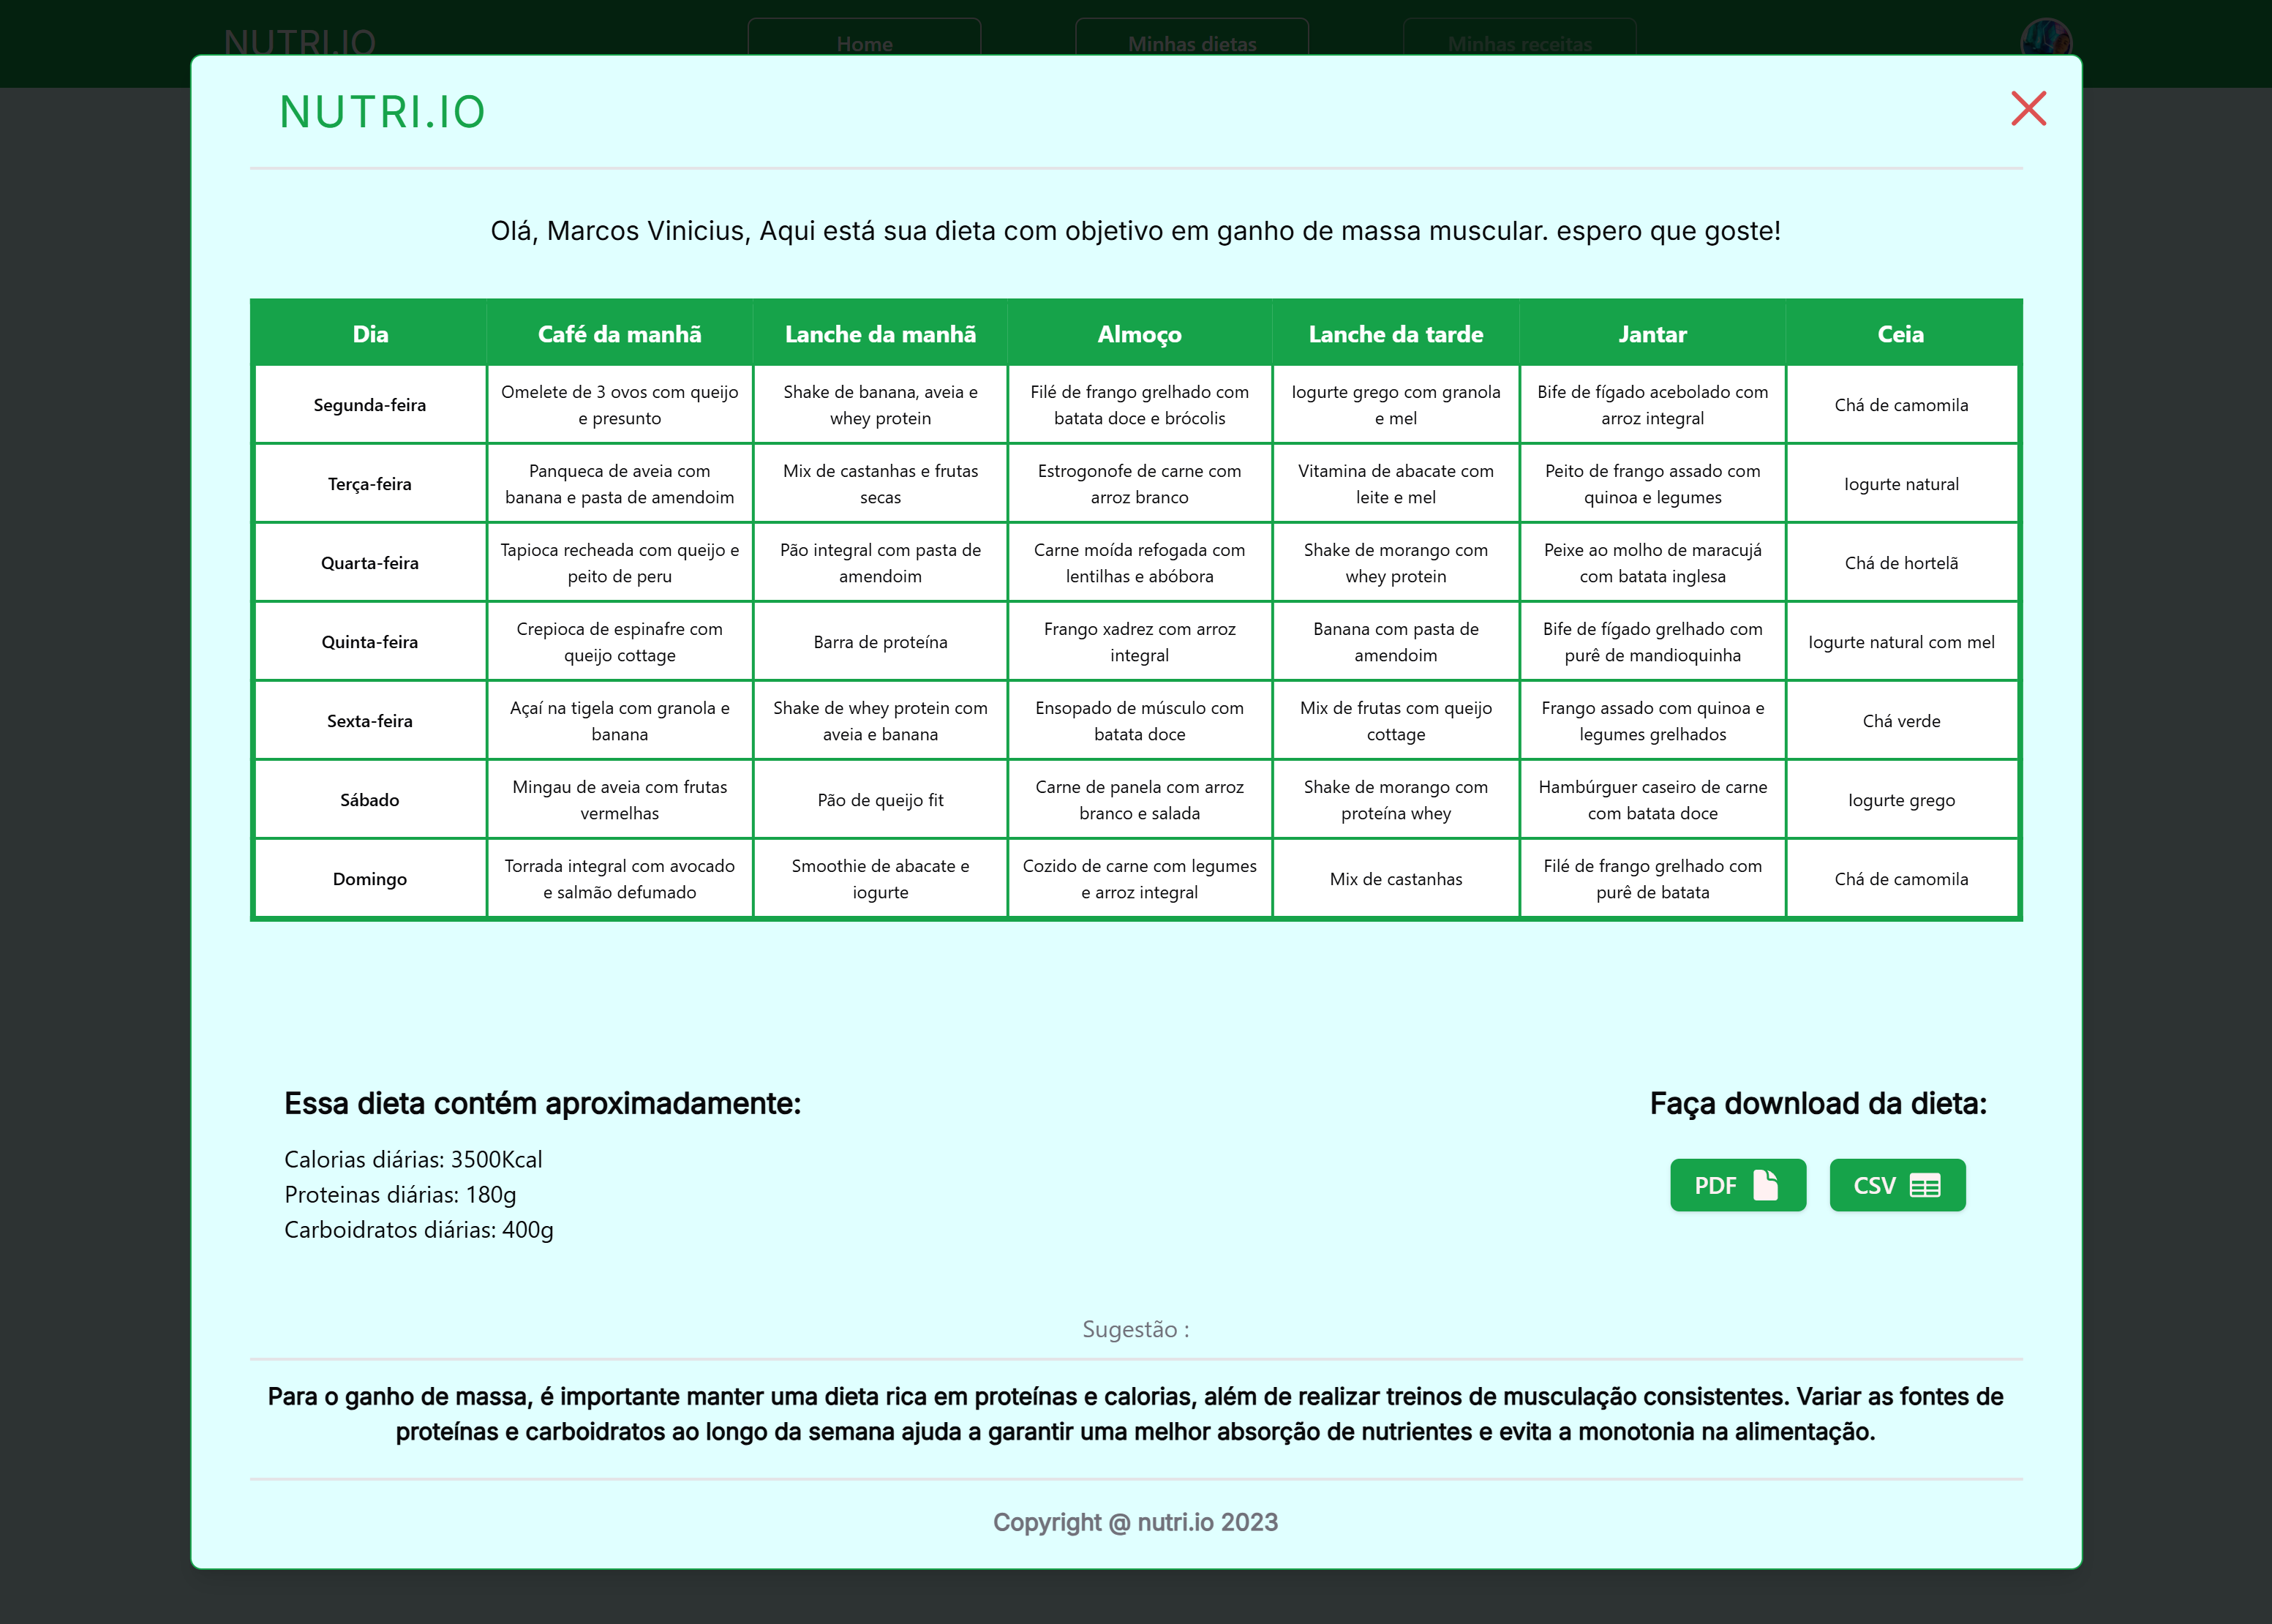 NUTRI.IO
Home
Minhas dietas
Minhas receitas
NUTRI.IO
Olá, Marcos Vinicius, Aqui está sua dieta com objetivo em ganho de massa muscular. espero que goste!
Dia
Café da manhã
Lanche da manhã
Almoço
Lanche da tarde
Jantar
Ceia
Segunda-feira
Omelete de 3 ovos com queijo
e presunto
Shake de banana, aveia e
whey protein
Filé de frango grelhado com
batata doce e brócolis
Iogurte grego com granola
e mel
Bife de fígado acebolado com
arroz integral
Chá de camomila
Terça-feira
Panqueca de aveia com
banana e pasta de amendoim
Mix de castanhas e frutas
secas
Estrogonofe de carne com
arroz branco
Vitamina de abacate com
leite e mel
Peito de frango assado com
quinoa e legumes
Iogurte natural
Quarta-feira
Tapioca recheada com queijo e
peito de peru
Pão integral com pasta de
amendoim
Carne moída refogada com
lentilhas e abóbora
Shake de morango com
whey protein
Peixe ao molho de maracujá
com batata inglesa
Chá de hortelã
Quinta-feira
Crepioca de espinafre com
queijo cottage
Barra de proteína
Frango xadrez com arroz
integral
Banana com pasta de
amendoim
Bife de fígado grelhado com
purê de mandioquinha
Iogurte natural com mel
Sexta-feira
Açaí na tigela com granola e
banana
Shake de whey protein com
aveia e banana
Ensopado de músculo com
batata doce
Mix de frutas com queijo
cottage
Frango assado com quinoa e
legumes grelhados
Chá verde
Sábado
Mingau de aveia com frutas
vermelhas
Pão de queijo fit
Carne de panela com arroz
branco e salada
Shake de morango com
proteína whey
Hambúrguer caseiro de carne
com batata doce
Iogurte grego
Domingo
Torrada integral com avocado
e salmão defumado
Smoothie de abacate e
iogurte
Cozido de carne com legumes
e arroz integral
Mix de castanhas
Filé de frango grelhado com
purê de batata
Chá de camomila
Essa dieta contém aproximadamente:
Calorias diárias: 3500Kcal
Proteinas diárias: 180g
Carboidratos diárias: 400g
Faça download da dieta:
PDF
CSV
Sugestão :
Para o ganho de massa, é importante manter uma dieta rica em proteínas e calorias, além de realizar treinos de musculação consistentes. Variar as fontes de
proteínas e carboidratos ao longo da semana ajuda a garantir uma melhor absorção de nutrientes e evita a monotonia na alimentação.
Copyright @ nutri.io 2023